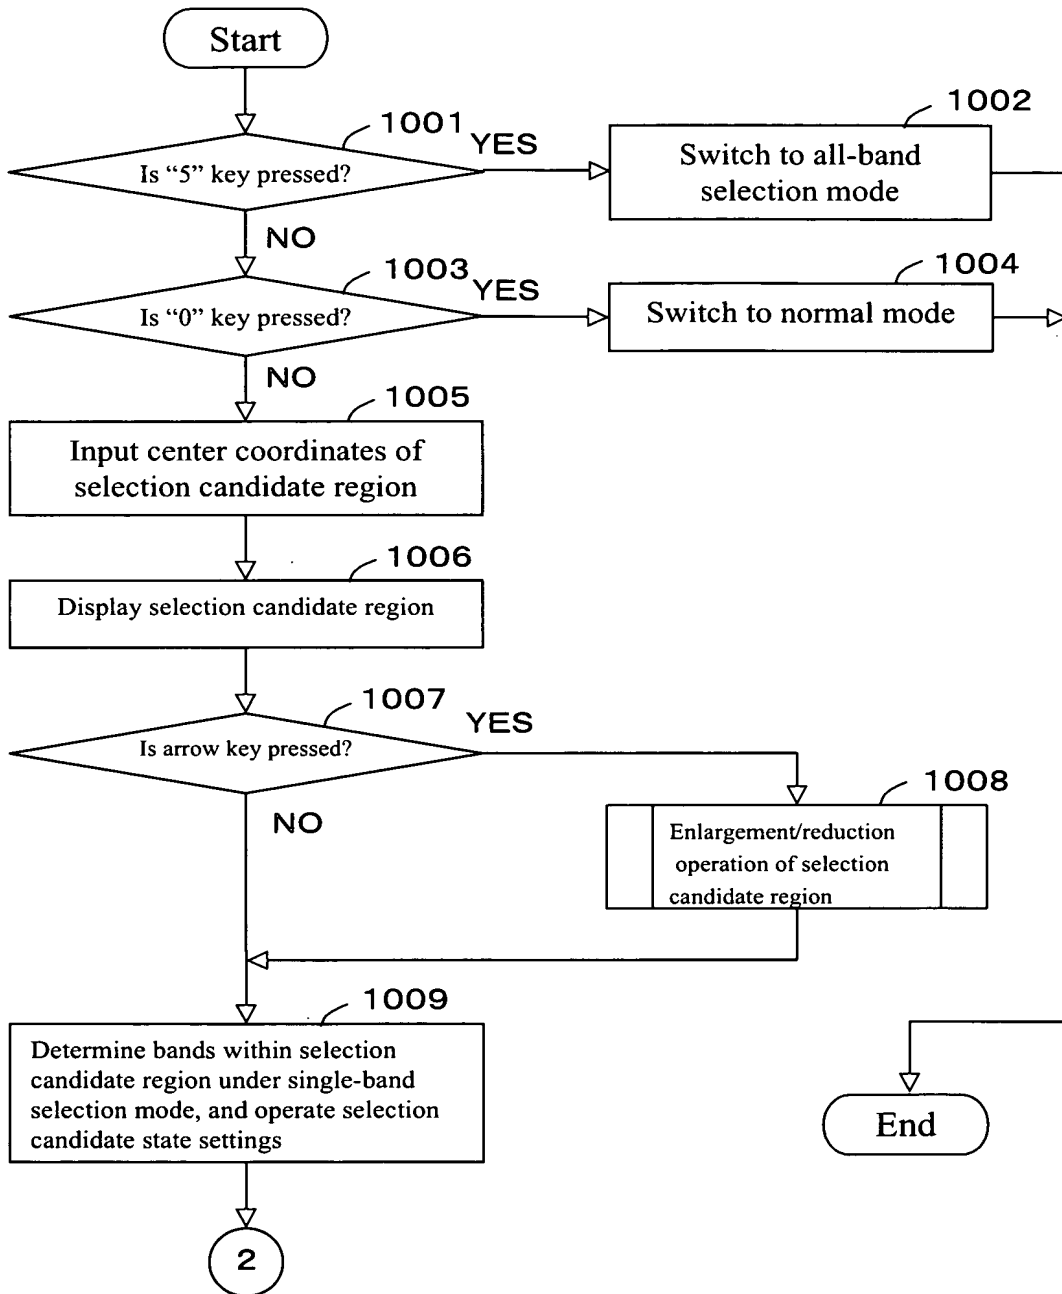 Start
1001
Is “5” key pressed?
YES
1002
Switch to all-band
selection mode
NO
1003
Is “0” key pressed?
YES
1004
Switch to normal mode
NO
1005
Input center coordinates of
selection candidate region
1006
Display selection candidate region
1007
Is arrow key pressed?
YES
NO
1008
Enlargement/reduction
operation of selection
candidate region
1009
Determine bands within selection
candidate region under single-band
selection mode, and operate selection
candidate state settings
End
2